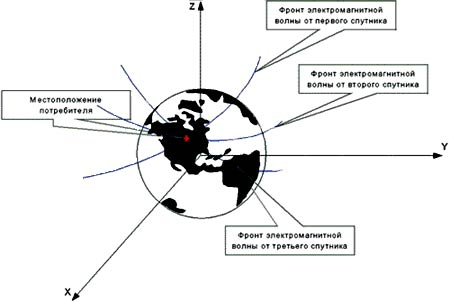 Z
Фронт электромагнитной
волны от первого спутника
Фронт электромагнитной
волны от второго спутника
Местоположение
потребителя
Y
Фронт электромагнитной
волны от третьего спутника
X